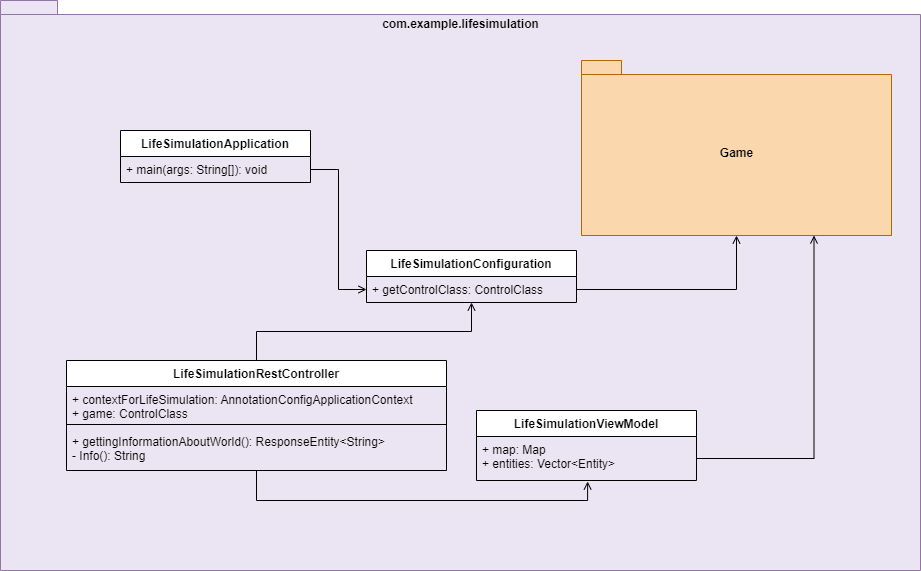 com.example.lifesimulation
Game
LifeSimulationApplication
+ main(args: String[]): void
LifeSimulationConfiguration
+ getControlClass: ControlClass
LifeSimulationRestController
+ contextForLifeSimulation: AnnotationConfigApplicationContext
+ game: ControlClass
+ gettingInformationAboutWorld(): ResponseEntity<String>
- Info(): String
LifeSimulationViewModel
+ map: Map
+ entities: Vector<Entity>